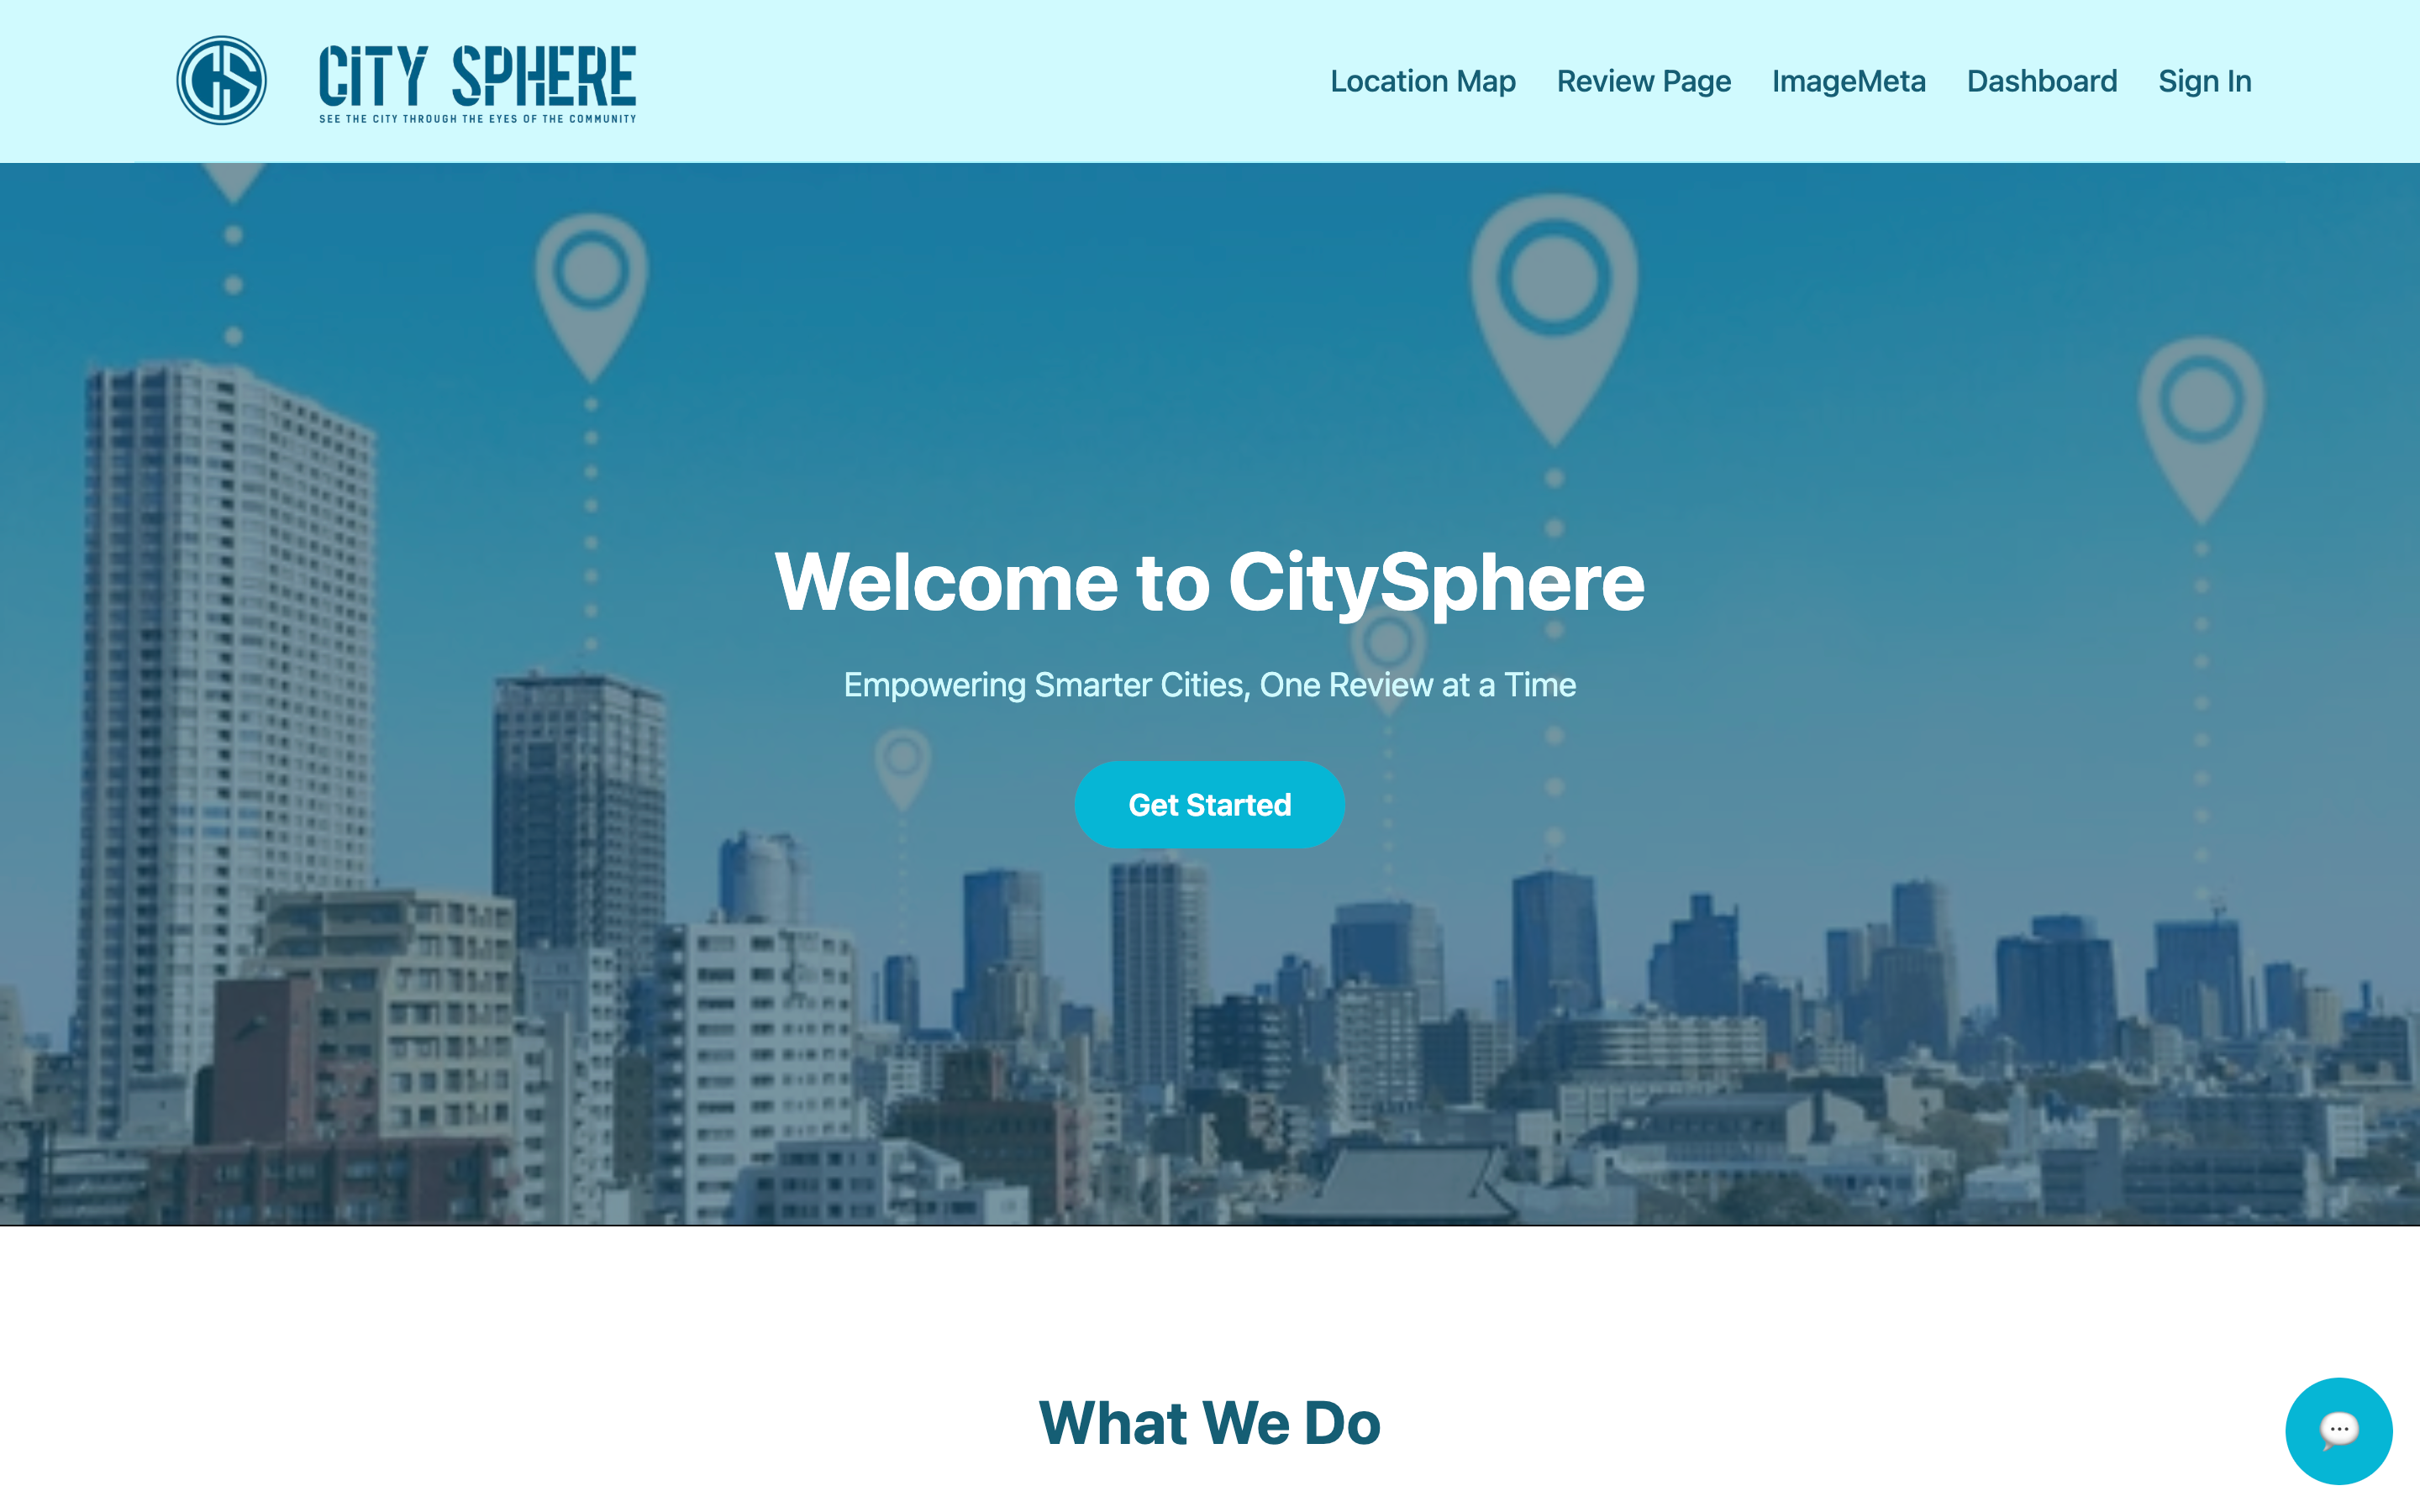 CS
CiTY SPHERE
SEE THE CITY THROUGH THE EYES OF THE COMMUNITY
Location Map
Review Page
ImageMeta
Dashboard
Sign In
Welcome to CitySphere
Empowering Smarter Cities, One Review at a Time
Get Started
What We Do